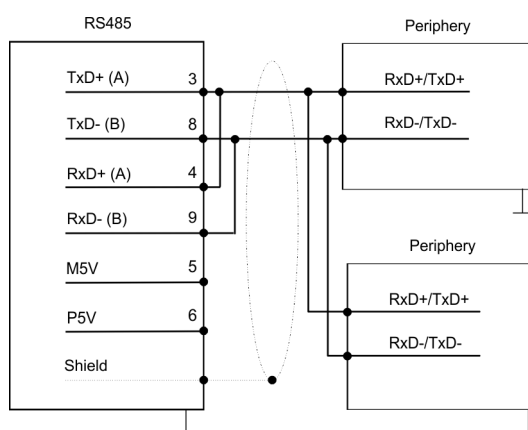 RS485
TxD+ (A) 3
TxD- (B) 8
RxD+ (A) 4
RxD- (B) 9
M5V 5
P5V 6
Shield
Periphery
RxD+/TxD+
RxD-/TxD-
Periphery
RxD+/TxD+
RxD-/TxD-